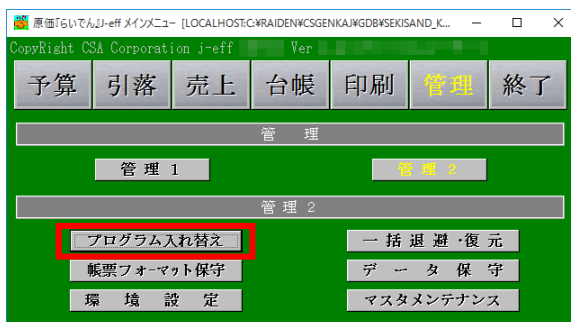 原価「らいでん」J-eff メインメニュー [LOCALHOST:C:¥RAIDEN¥CSGENKAJ¥GDB¥SEKISAND_K...
CopyRight CSA Corporation j-eff Ver
予算 引落 売上 台帳 印刷 管理 終了
管 理
管 理 1 管 理 2
管 理 2
プログラム入れ替え 一 括 退 避 ・復 元
帳票フォーマット保守 デ ー タ 保 守
環 境 設 定 マスタメンテナンス